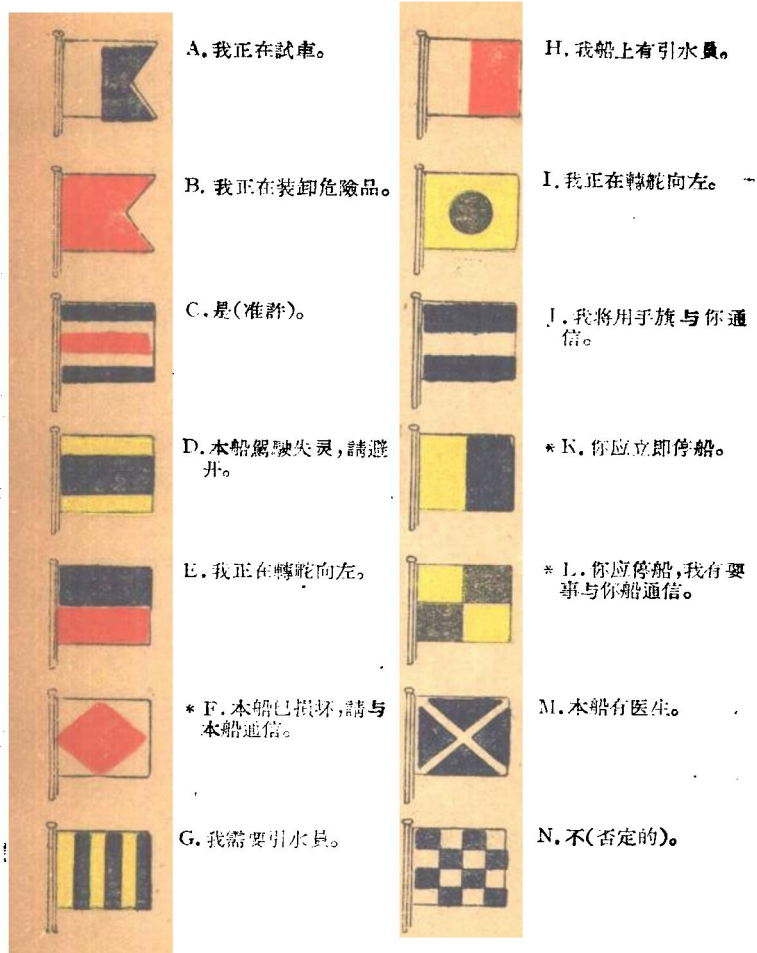 A. 我正在試車。
B. 我正在装卸危險品。
C. 是(准許)。
D. 本船駕駛失灵,請避
开。
E. 我正在轉舵向左。
* F. 本船已損坏,請与
本船通信。
G. 我需要引水員。
H. 我船上有引水員。
I. 我正在轉舵向左。
J. 我将用手旗与你通
信。
* K. 你应立即停船。
* L. 你应停船,我有要
事与你船通信。
M. 本船有医生。
N. 不(否定的)。